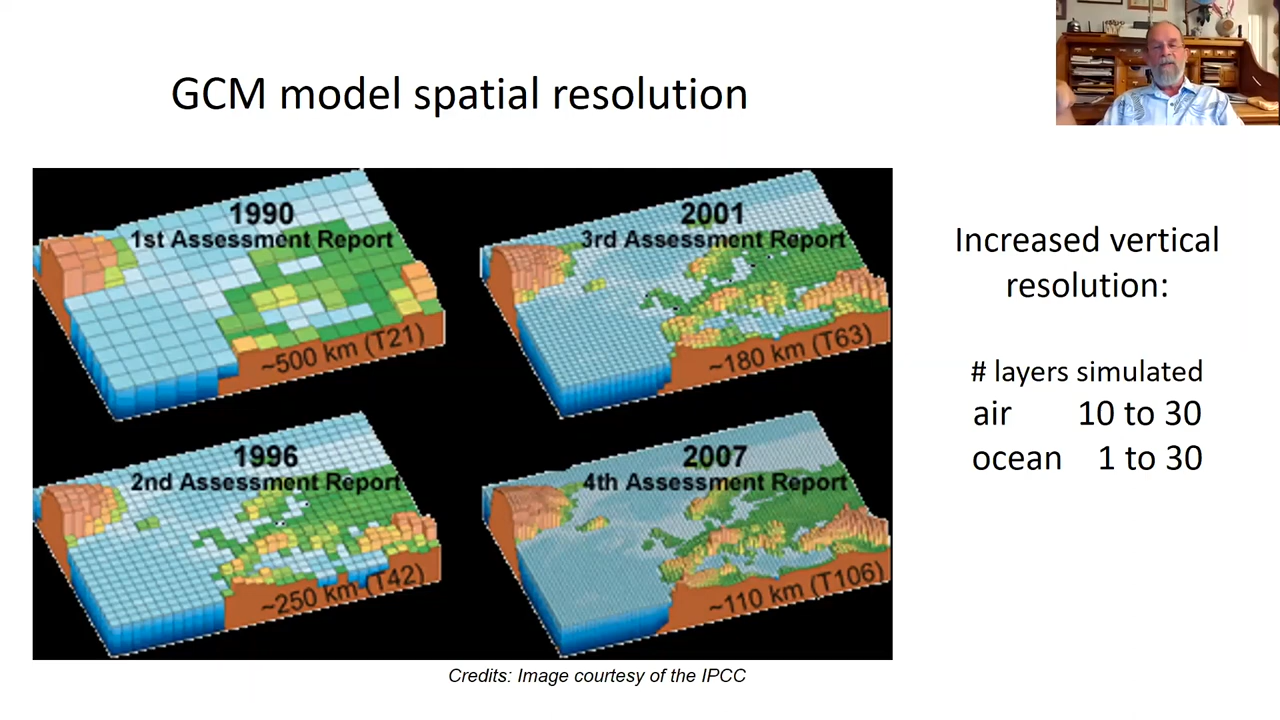 GCM model spatial resolution
1990
1st Assessment Report
~500 km (T21)
2001
3rd Assessment Report
~180 km (T63)
1996
2nd Assessment Report
~250 km (T42)
2007
4th Assessment Report
~110 km (T106)
Credits: Image courtesy of the IPCC
Increased vertical
resolution:
# layers simulated
air 10 to 30
ocean 1 to 30